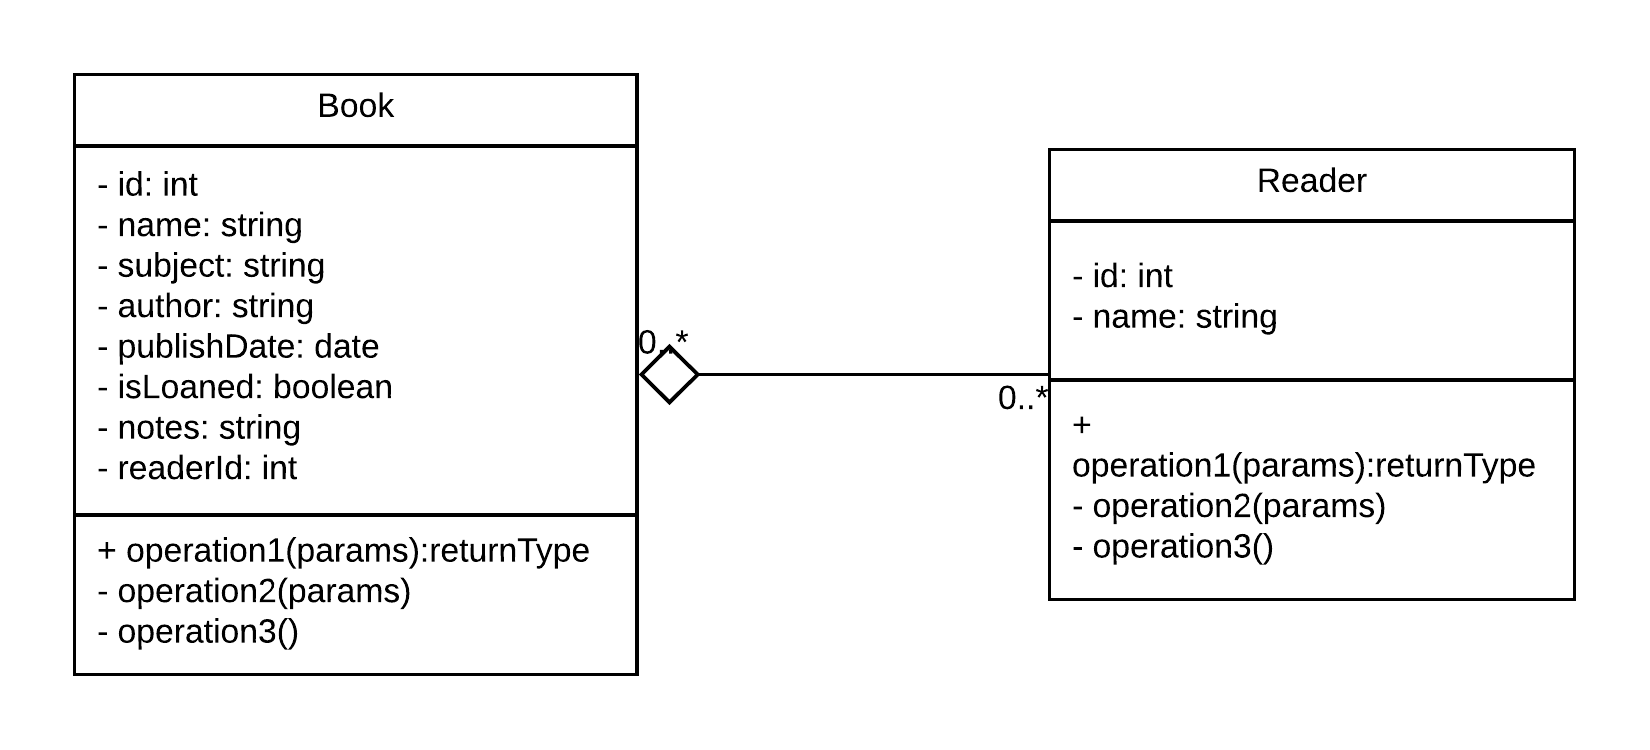 Book
- id: int
- name: string
- subject: string
- author: string
- publishDate: date
- isLoaned: boolean
- notes: string
- readerId: int
+ operation1(params):returnType
- operation2(params)
- operation3()
0..*
0..*
Reader
- id: int
- name: string
+
operation1(params):returnType
- operation2(params)
- operation3()